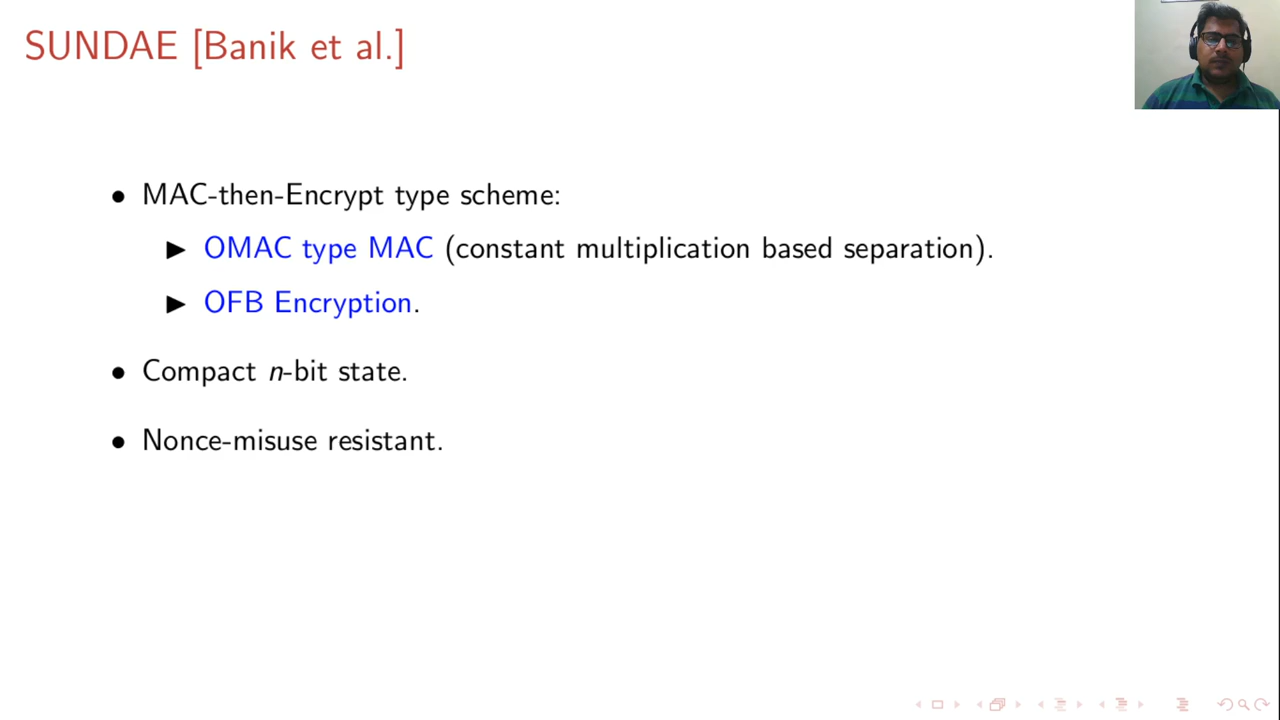 SUNDAE [Banik et al.]
• MAC-then-Encrypt type scheme:
▶ OMAC type MAC (constant multiplication based separation).
▶ OFB Encryption.
• Compact n-bit state.
• Nonce-misuse resistant.